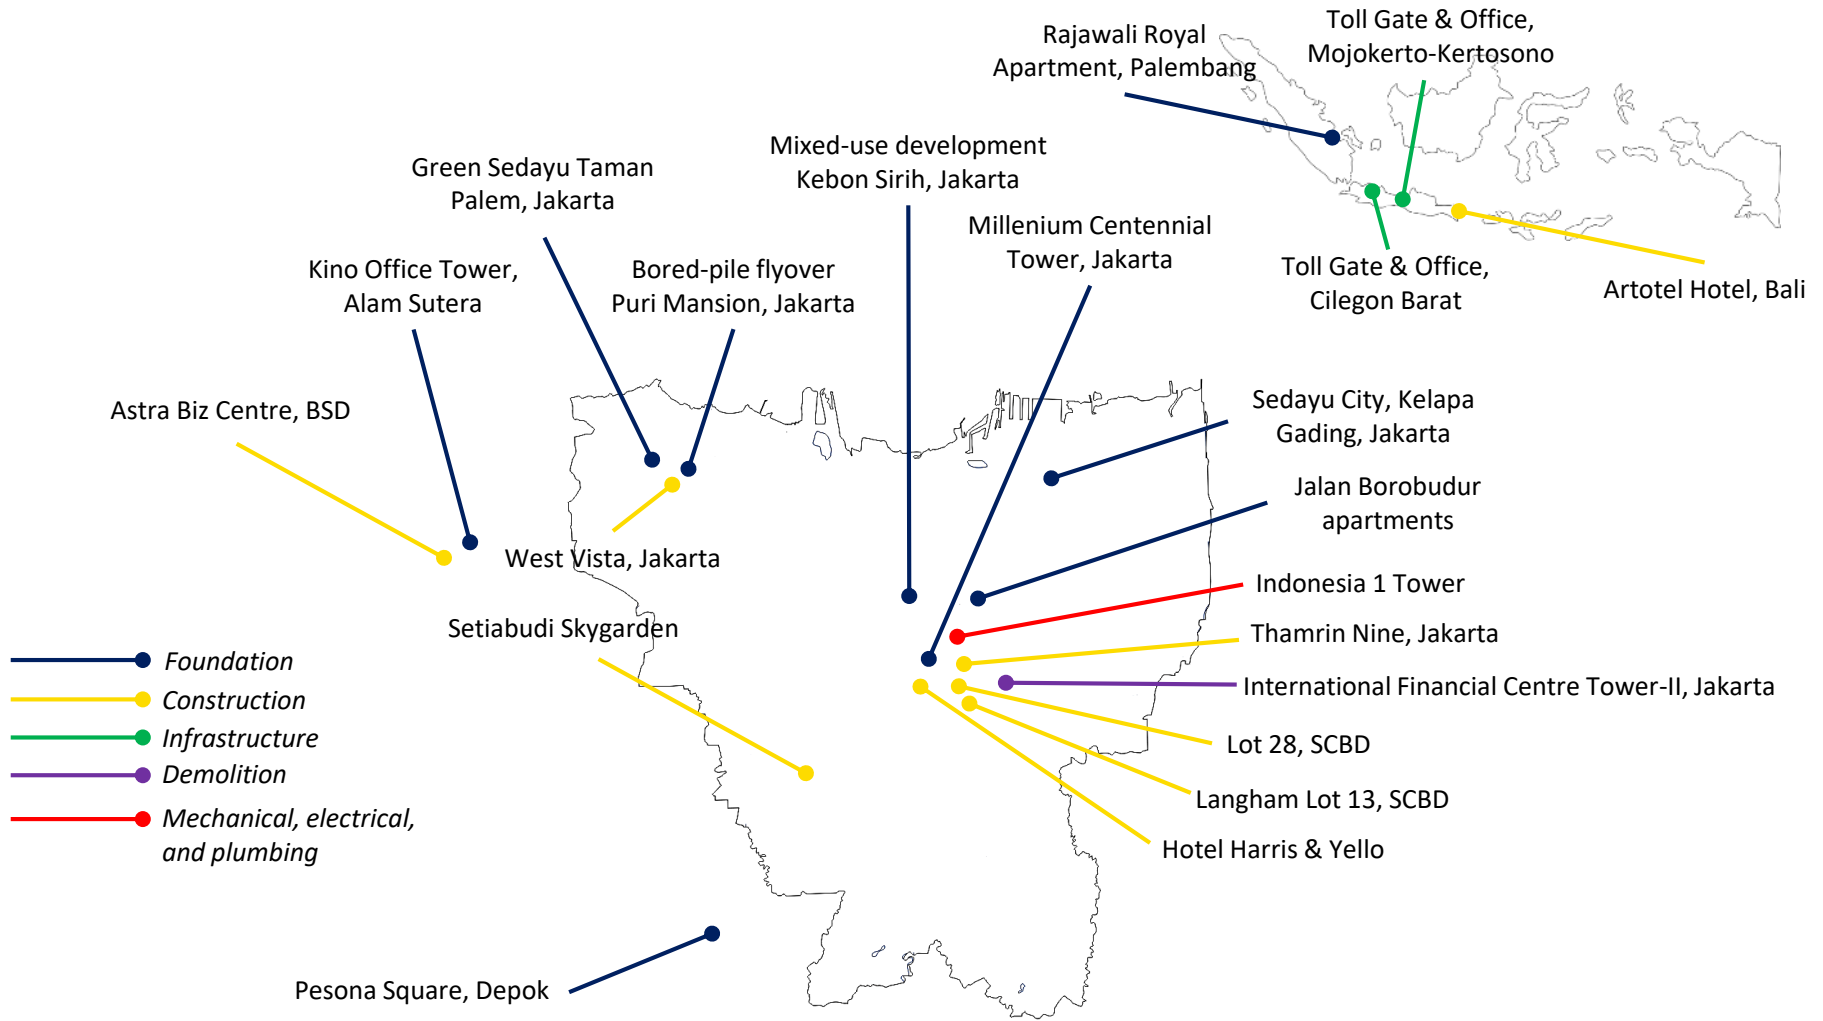 Rajawali Royal
Apartment, Palembang
Toll Gate & Office,
Mojokerto-Kertosono
Mixed-use development
Kebon Sirih, Jakarta
Green Sedayu Taman
Palem, Jakarta
Millenium Centennial
Tower, Jakarta
Kino Office Tower,
Alam Sutera
Bored-pile flyover
Puri Mansion, Jakarta
Toll Gate & Office,
Cilegon Barat
Artotel Hotel, Bali
Astra Biz Centre, BSD
Sedayu City, Kelapa
Gading, Jakarta
Jalan Borobudur
apartments
West Vista, Jakarta
Indonesia 1 Tower
Setiabudi Skygarden
Thamrin Nine, Jakarta
International Financial Centre Tower-II, Jakarta
Lot 28, SCBD
Langham Lot 13, SCBD
Hotel Harris & Yello
Foundation
Construction
Infrastructure
Demolition
Mechanical, electrical,
and plumbing
Pesona Square, Depok